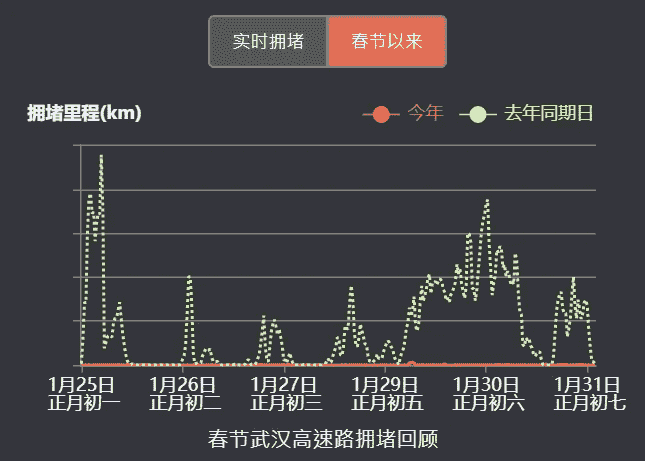 实时拥堵 春节以来
拥堵里程(km) 今年 去年同期日
1月25日 1月26日 1月27日 1月29日 1月30日 1月31日
正月初一 正月初二 正月初三 正月初五 正月初六 正月初七
春节武汉高速路拥堵回顾